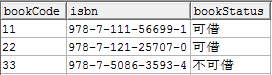 bookCode isbn bookStatus
11 978-7-111-56699-1 可借
22 978-7-121-25707-0 可借
33 978-7-5086-3593-4 不可借